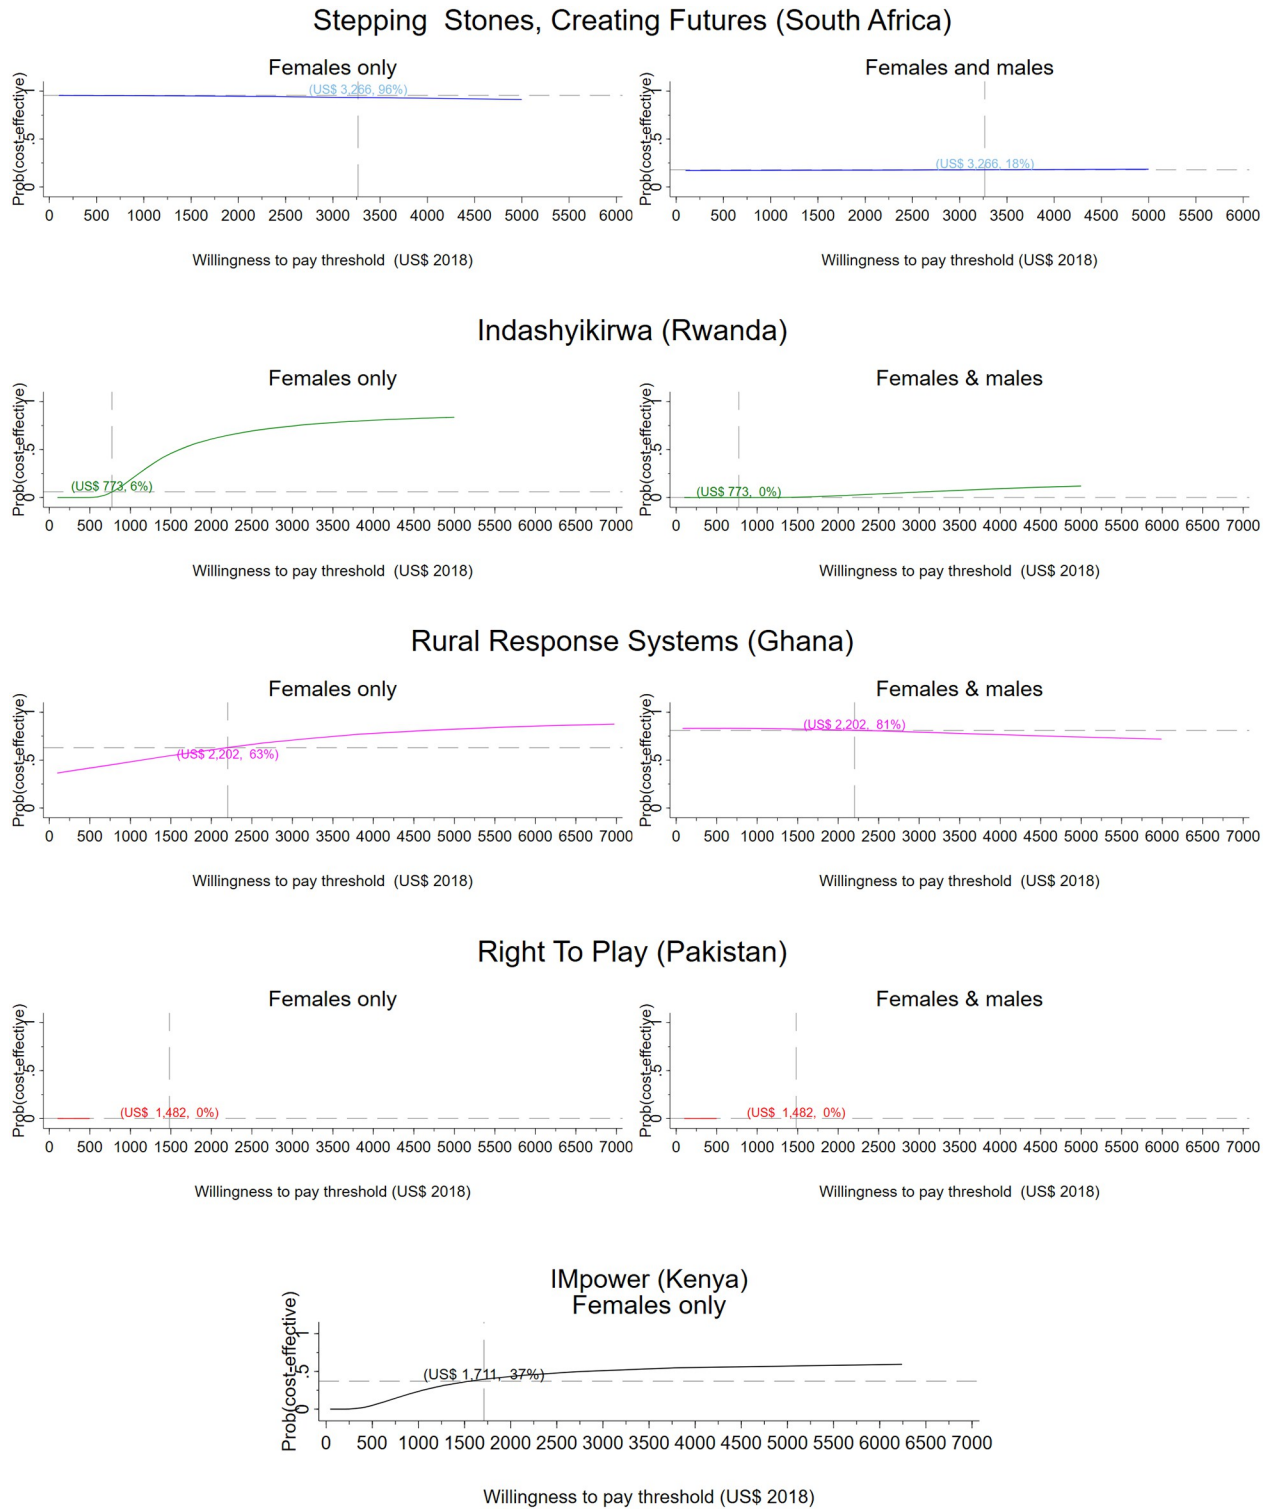 Stepping  Stones, Creating Futures (South Africa)
Females only
Prob(cost-effective)
0 .5 1
(US$ 3,266, 96%)
0 500 1000 1500 2000 2500 3000 3500 4000 4500 5000 5500 6000
Willingness to pay threshold  (US$ 2018)
Females and males
Prob(cost-effective)
0 .5 1
(US$ 3.266, 18%)
0 500 1000 1500 2000 2500 3000 3500 4000 4500 5000 5500 6000
Willingness to pay threshold (US$ 2018)
Indashyikirwa (Rwanda)
Females only
Prob(cost-effective)
0 .5 1
(US$ 773, 6%)
0 500 1000 1500 2000 2500 3000 3500 4000 4500 5000 5500 6000 6500 7000
Willingness to pay threshold  (US$ 2018)
Females & males
Prob(cost-effective)
0 .5 1
(US$ 773,  0%)
0 500 1000 1500 2000 2500 3000 3500 4000 4500 5000 5500 6000 6500 7000
Willingness to pay threshold  (US$ 2018)
Rural Response Systems (Ghana)
Females only
Prob(cost-effective)
0 .5 1
(US$ 2,202,  63%)
0 500 1000 1500 2000 2500 3000 3500 4000 4500 5000 5500 6000 6500 7000
Willingness to pay threshold  (US$ 2018)
Females & males
Prob(cost-effective)
0 .5 1
(US$ 2,202,  81%)
0 500 1000 1500 2000 2500 3000 3500 4000 4500 5000 5500 6000 6500 7000
Willingness to pay threshold  (US$ 2018)
Right To Play (Pakistan)
Females only
Prob(cost-effective)
0 .5 1
(US$  1,482,  0%)
0 500 1000 1500 2000 2500 3000 3500 4000 4500 5000 5500 6000 6500 7000
Willingness to pay threshold (US$ 2018)
Females & males
Prob(cost-effective)
0 .5 1
(US$  1,482,  0%)
0 500 1000 1500 2000 2500 3000 3500 4000 4500 5000 5500 6000 6500 7000
Willingness to pay threshold  (US$ 2018)
IMpower (Kenya)
Females only
Prob(cost-effective)
0 .5 1
(US$ 1,711,  37%)
0 500 1000 1500 2000 2500 3000 3500 4000 4500 5000 5500 6000 6500 7000
Willingness to pay threshold (US$ 2018)